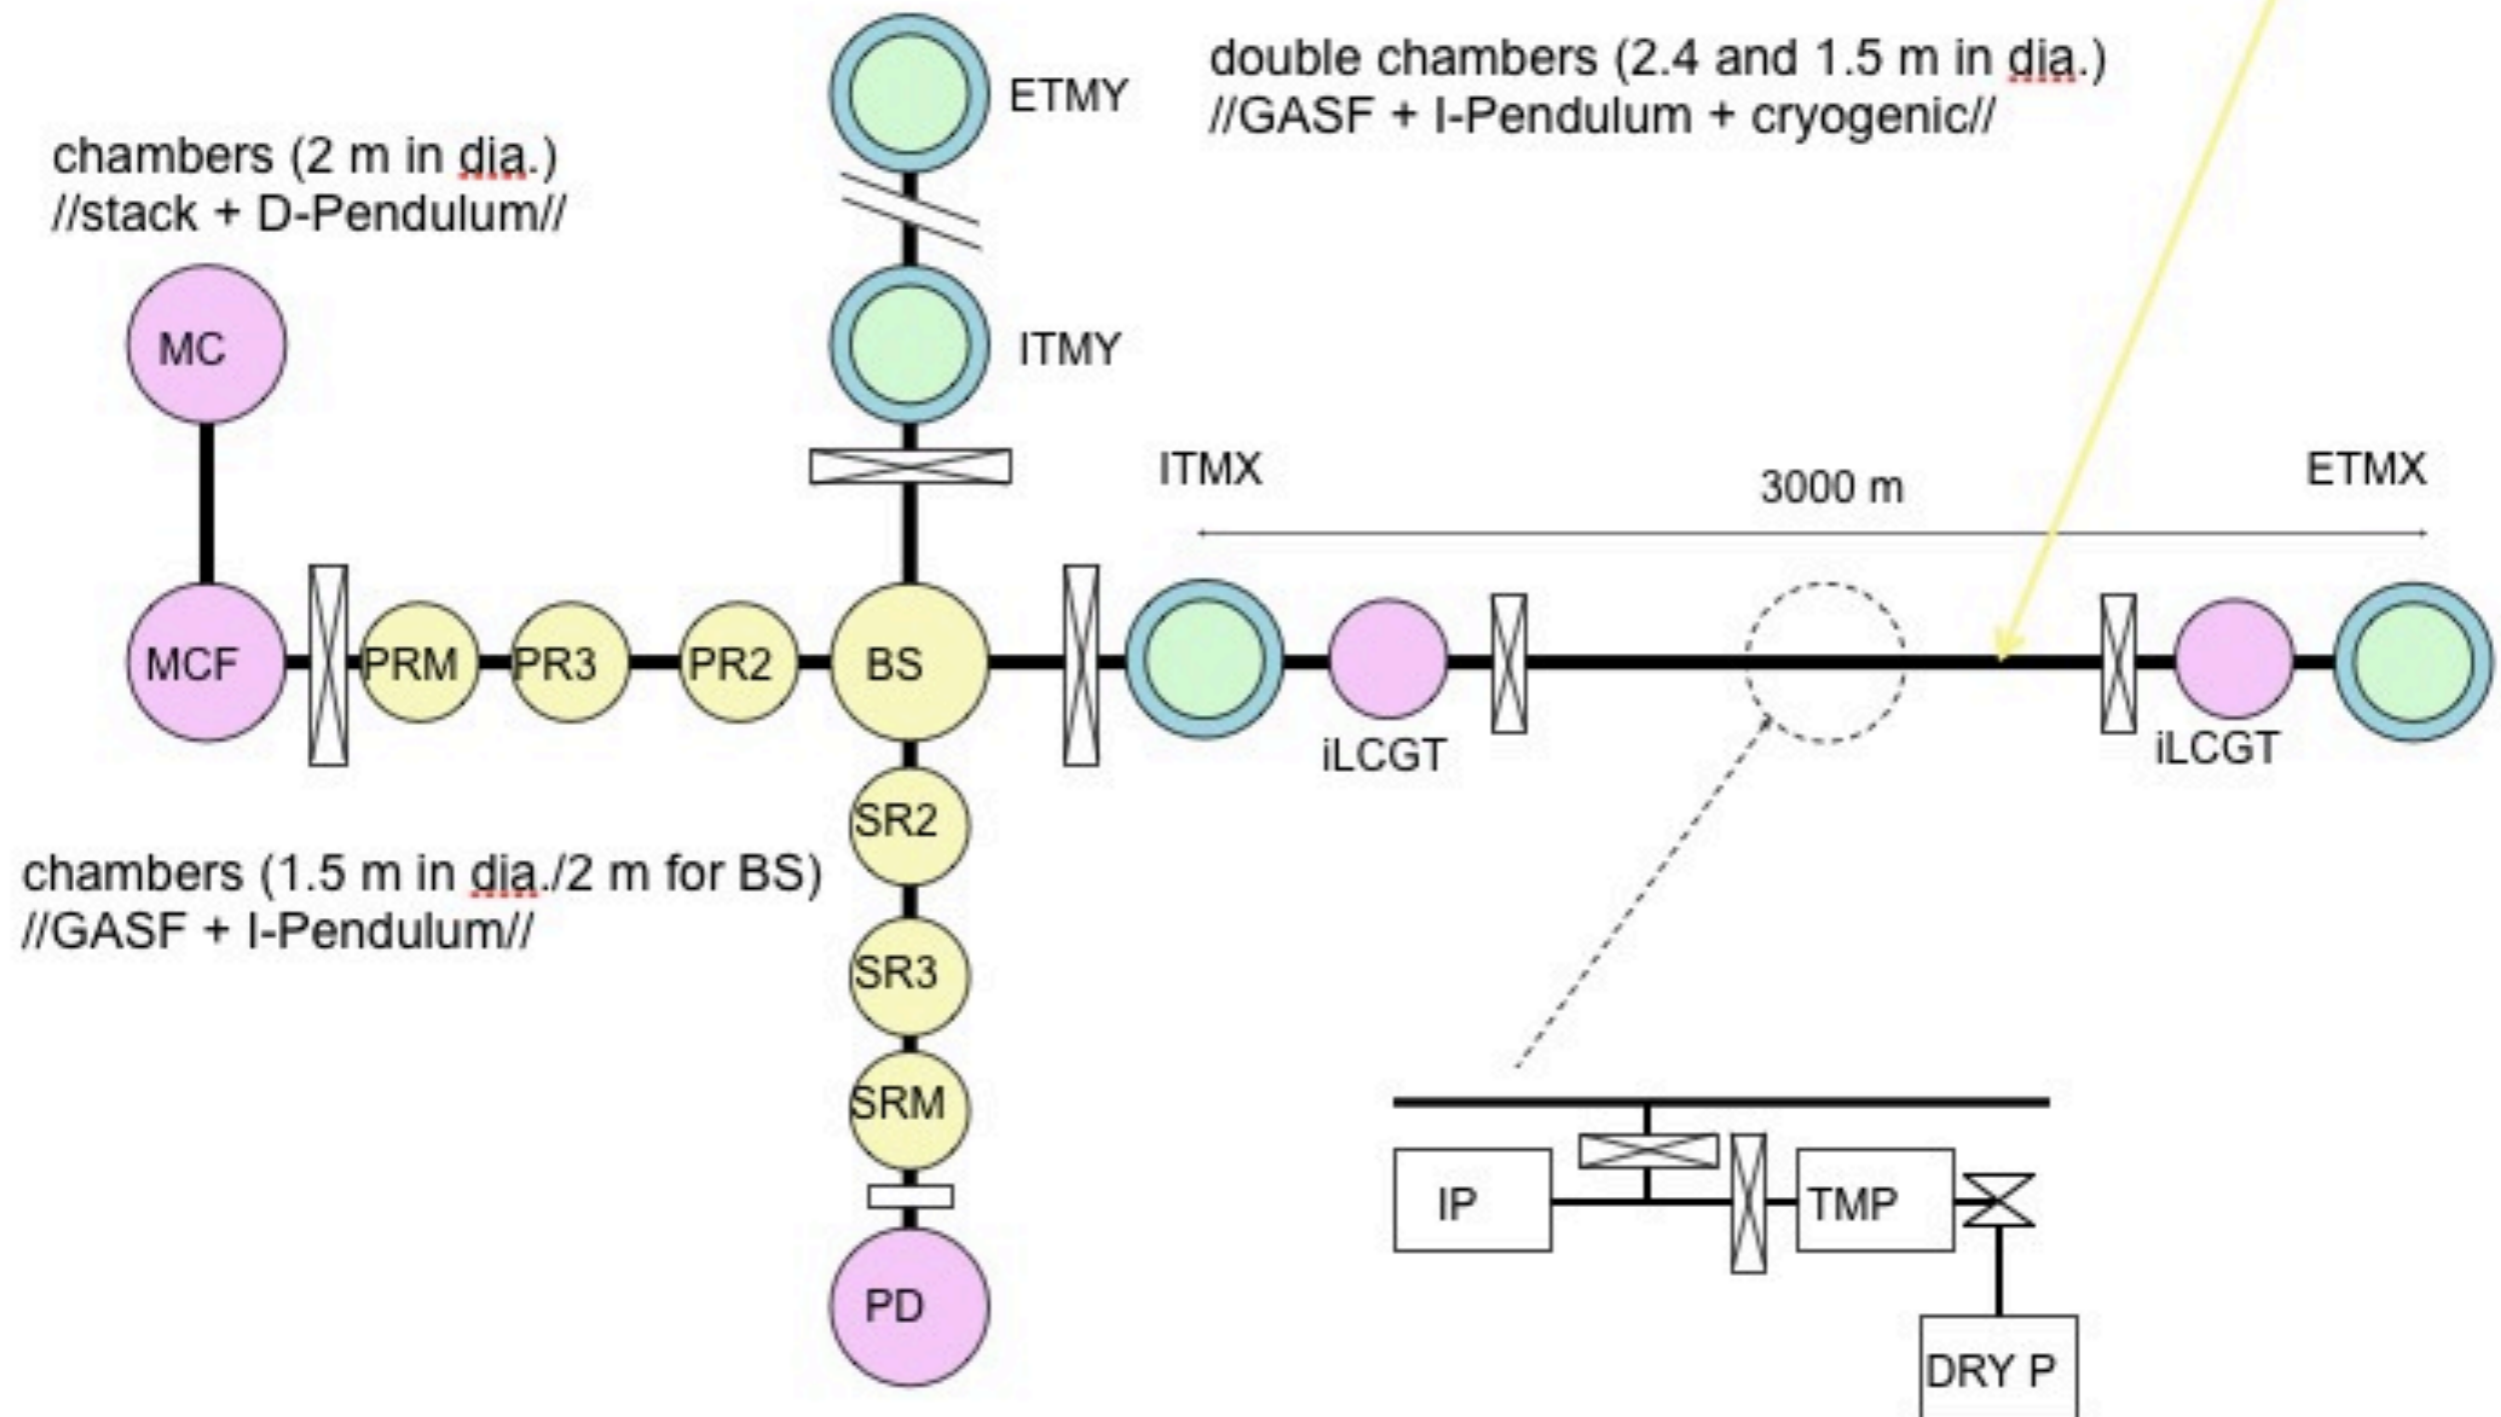 ETMY
double chambers (2.4 and 1.5 m in dia.)
//GASF + I-Pendulum + cryogenic//
chambers (2 m in dia.)
//stack + D-Pendulum//
MC
ITMY
ITMX
3000 m
ETMX
MCF
PRM
PR3
PR2
BS
iLCGT
iLCGT
SR2
chambers (1.5 m in dia./2 m for BS)
//GASF + I-Pendulum//
SR3
SRM
IP
TMP
PD
DRY P